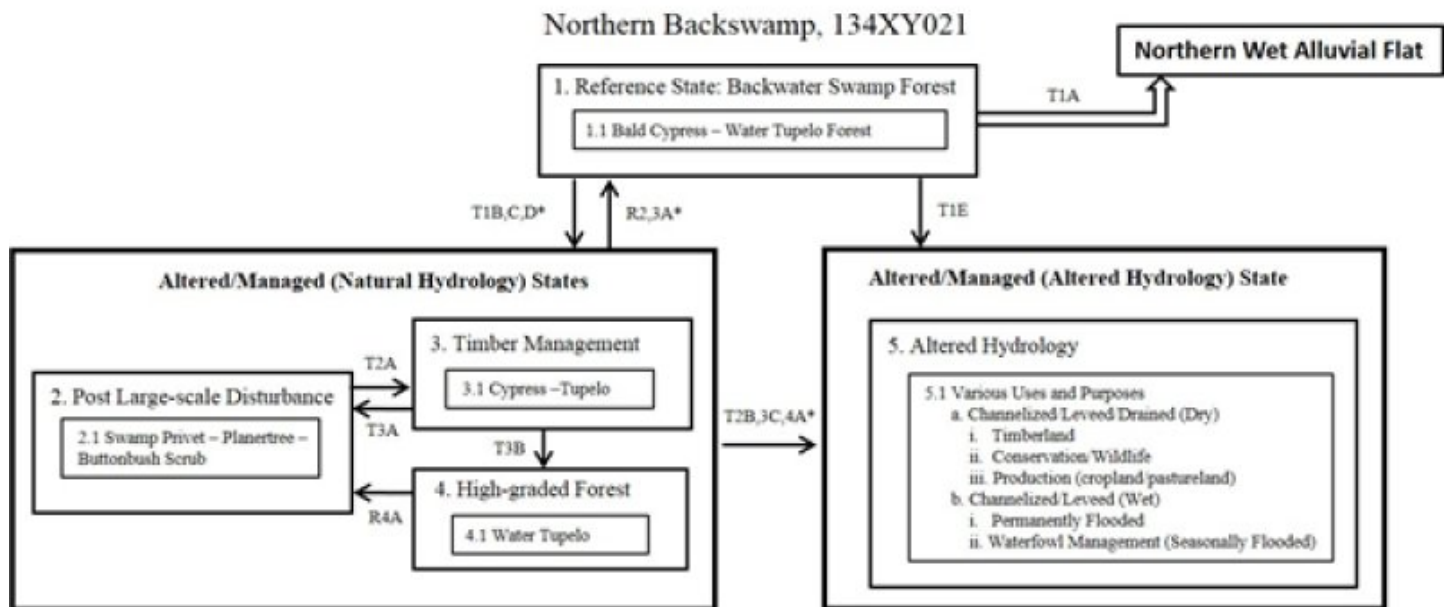 Northern Backswamp, 134XY021
Northern Wet Alluvial Flat
1. Reference State: Backwater Swamp Forest
T1A
1.1 Bald Cypress – Water Tupelo Forest
T1B,C,D*
R2,3A*
T1E
Altered/Managed (Natural Hydrology) States
Altered/Managed (Altered Hydrology) State
3. Timber Management
T2A
3.1 Cypress –Tupelo
2. Post Large-scale Disturbance
2.1 Swamp Privet – Planertree –
Buttonbush Scrub
T3A
T3B
4. High-graded Forest
R4A
4.1 Water Tupelo
T2B,3C,4A*
5. Altered Hydrology
5.1 Various Uses and Purposes
a. Channelized/Leveed/Drained (Dry)
i. Timberland
ii. Conservation/Wildlife
iii. Production (cropland/pastureland)
b. Channelized/Leveed (Wet)
i. Permanently Flooded
ii. Waterfowl Management (Seasonally Flooded)